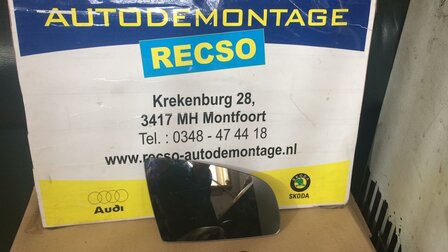 AUTODEMONTAGE
RECSO
Krekenburg 28,
3417 MH Montfoort
Tel. : 0348 - 47 44 18
www.recso-autodemontage.nl
Audi
SKODA